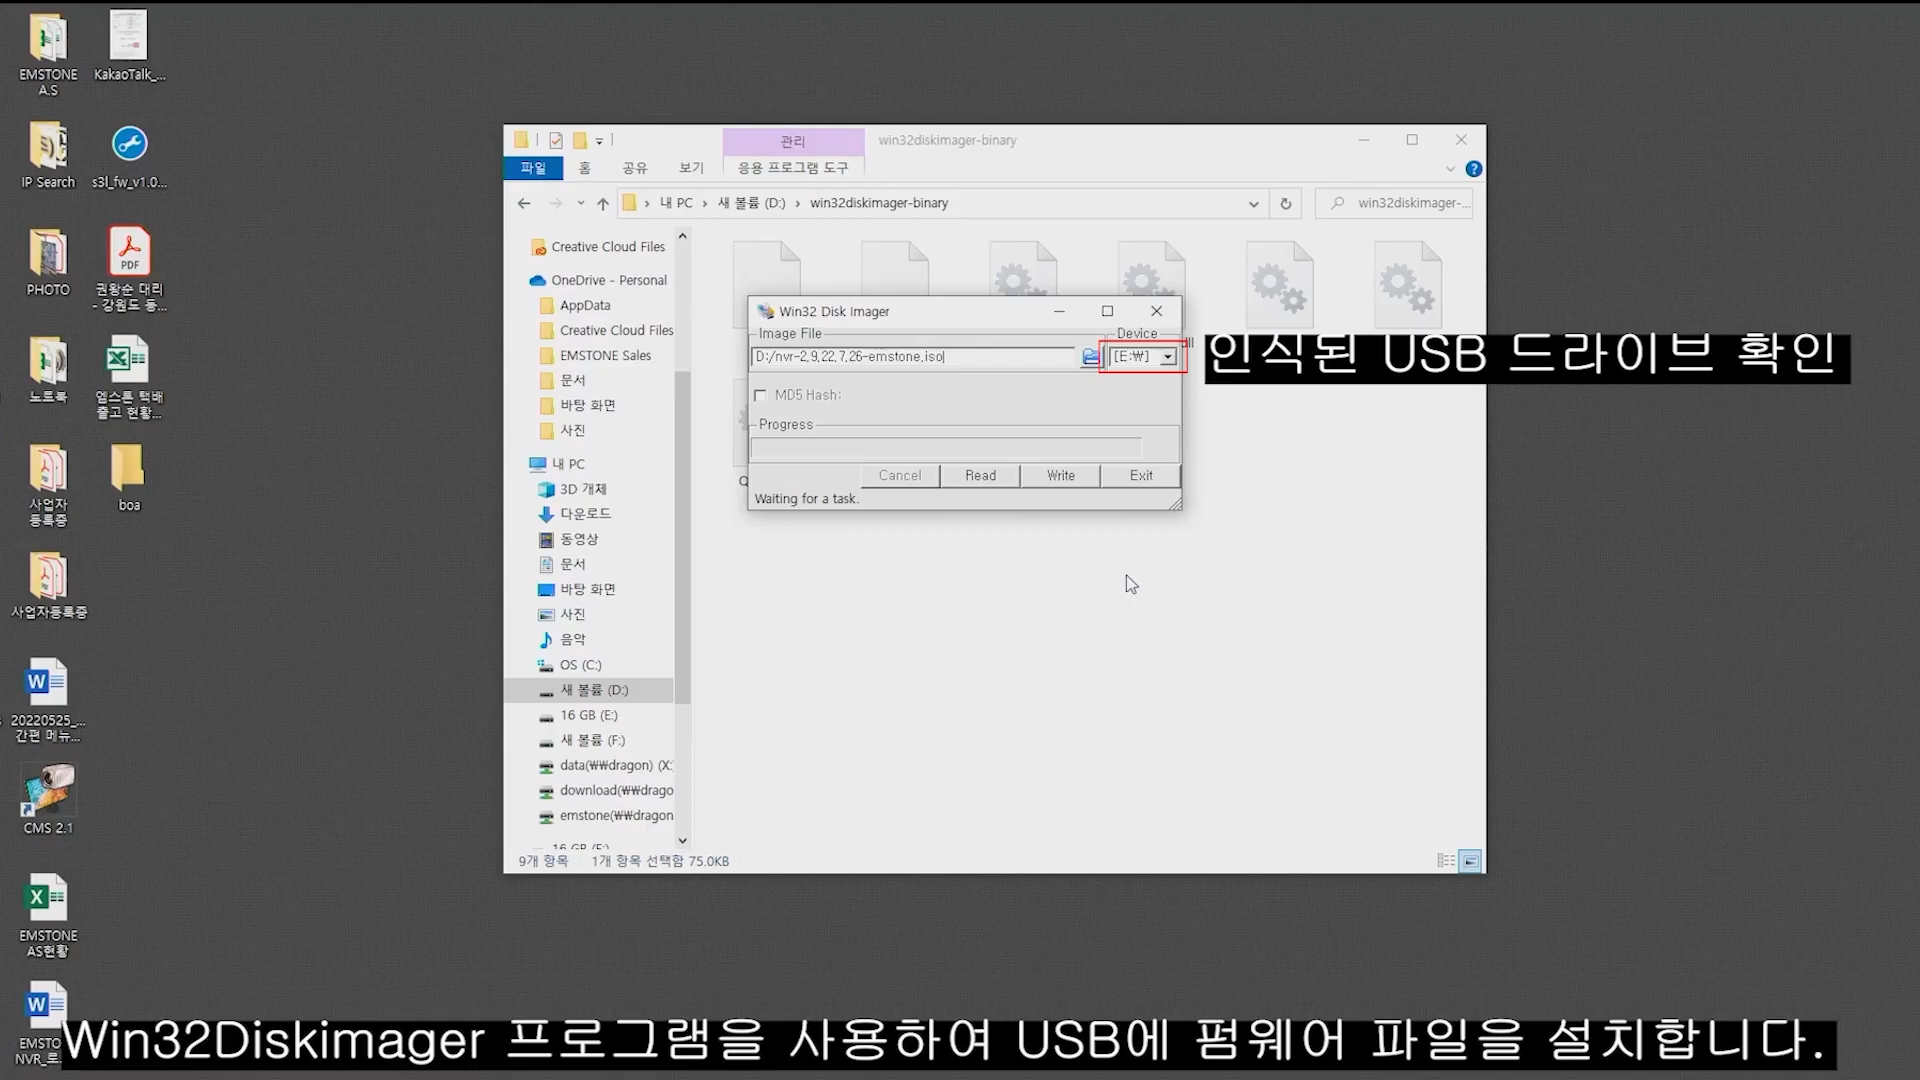 EMSTONE
A.S
KakaoTalk_...
IP Search
s3l_fw_v1.0...
PHOTO
PDF
권황순 대리
- 강원도 동...
노트북
엠스톤 택배
출고 현황...
사업자
등록증
boa
사업자등록증
20220525_...
간편 메뉴...
CMS 2.1
EMSTONE
AS현황
EMSTO
NVR_로
관리
win32diskimager-binary
파일
홈
공유
보기
응용 프로그램 도구
내 PC › 새 볼륨 (D:) › win32diskimager-binary
win32diskimager-...
Creative Cloud Files
OneDrive - Personal
AppData
Creative Cloud Files
EMSTONE Sales
문서
바탕 화면
사진
내 PC
3D 개체
다운로드
동영상
문서
바탕 화면
사진
음악
OS (C:)
새 볼륨 (D:)
16 GB (E:)
새 볼륨 (F:)
data(₩₩dragon) (X:
download(₩₩drago
emstone(₩₩dragon
16 GB (E:)
9개 항목
1개 항목 선택함 75.0KB
Win32 Disk Imager
Image File
Device
D:/nvr-2.9.22.7.26-emstone.iso
[E:₩]
MD5 Hash:
Progress
Cancel
Read
Write
Exit
Waiting for a task.
인식된 USB 드라이브 확인
Win32Diskimager 프로그램을 사용하여 USB에 펌웨어 파일을 설치합니다.